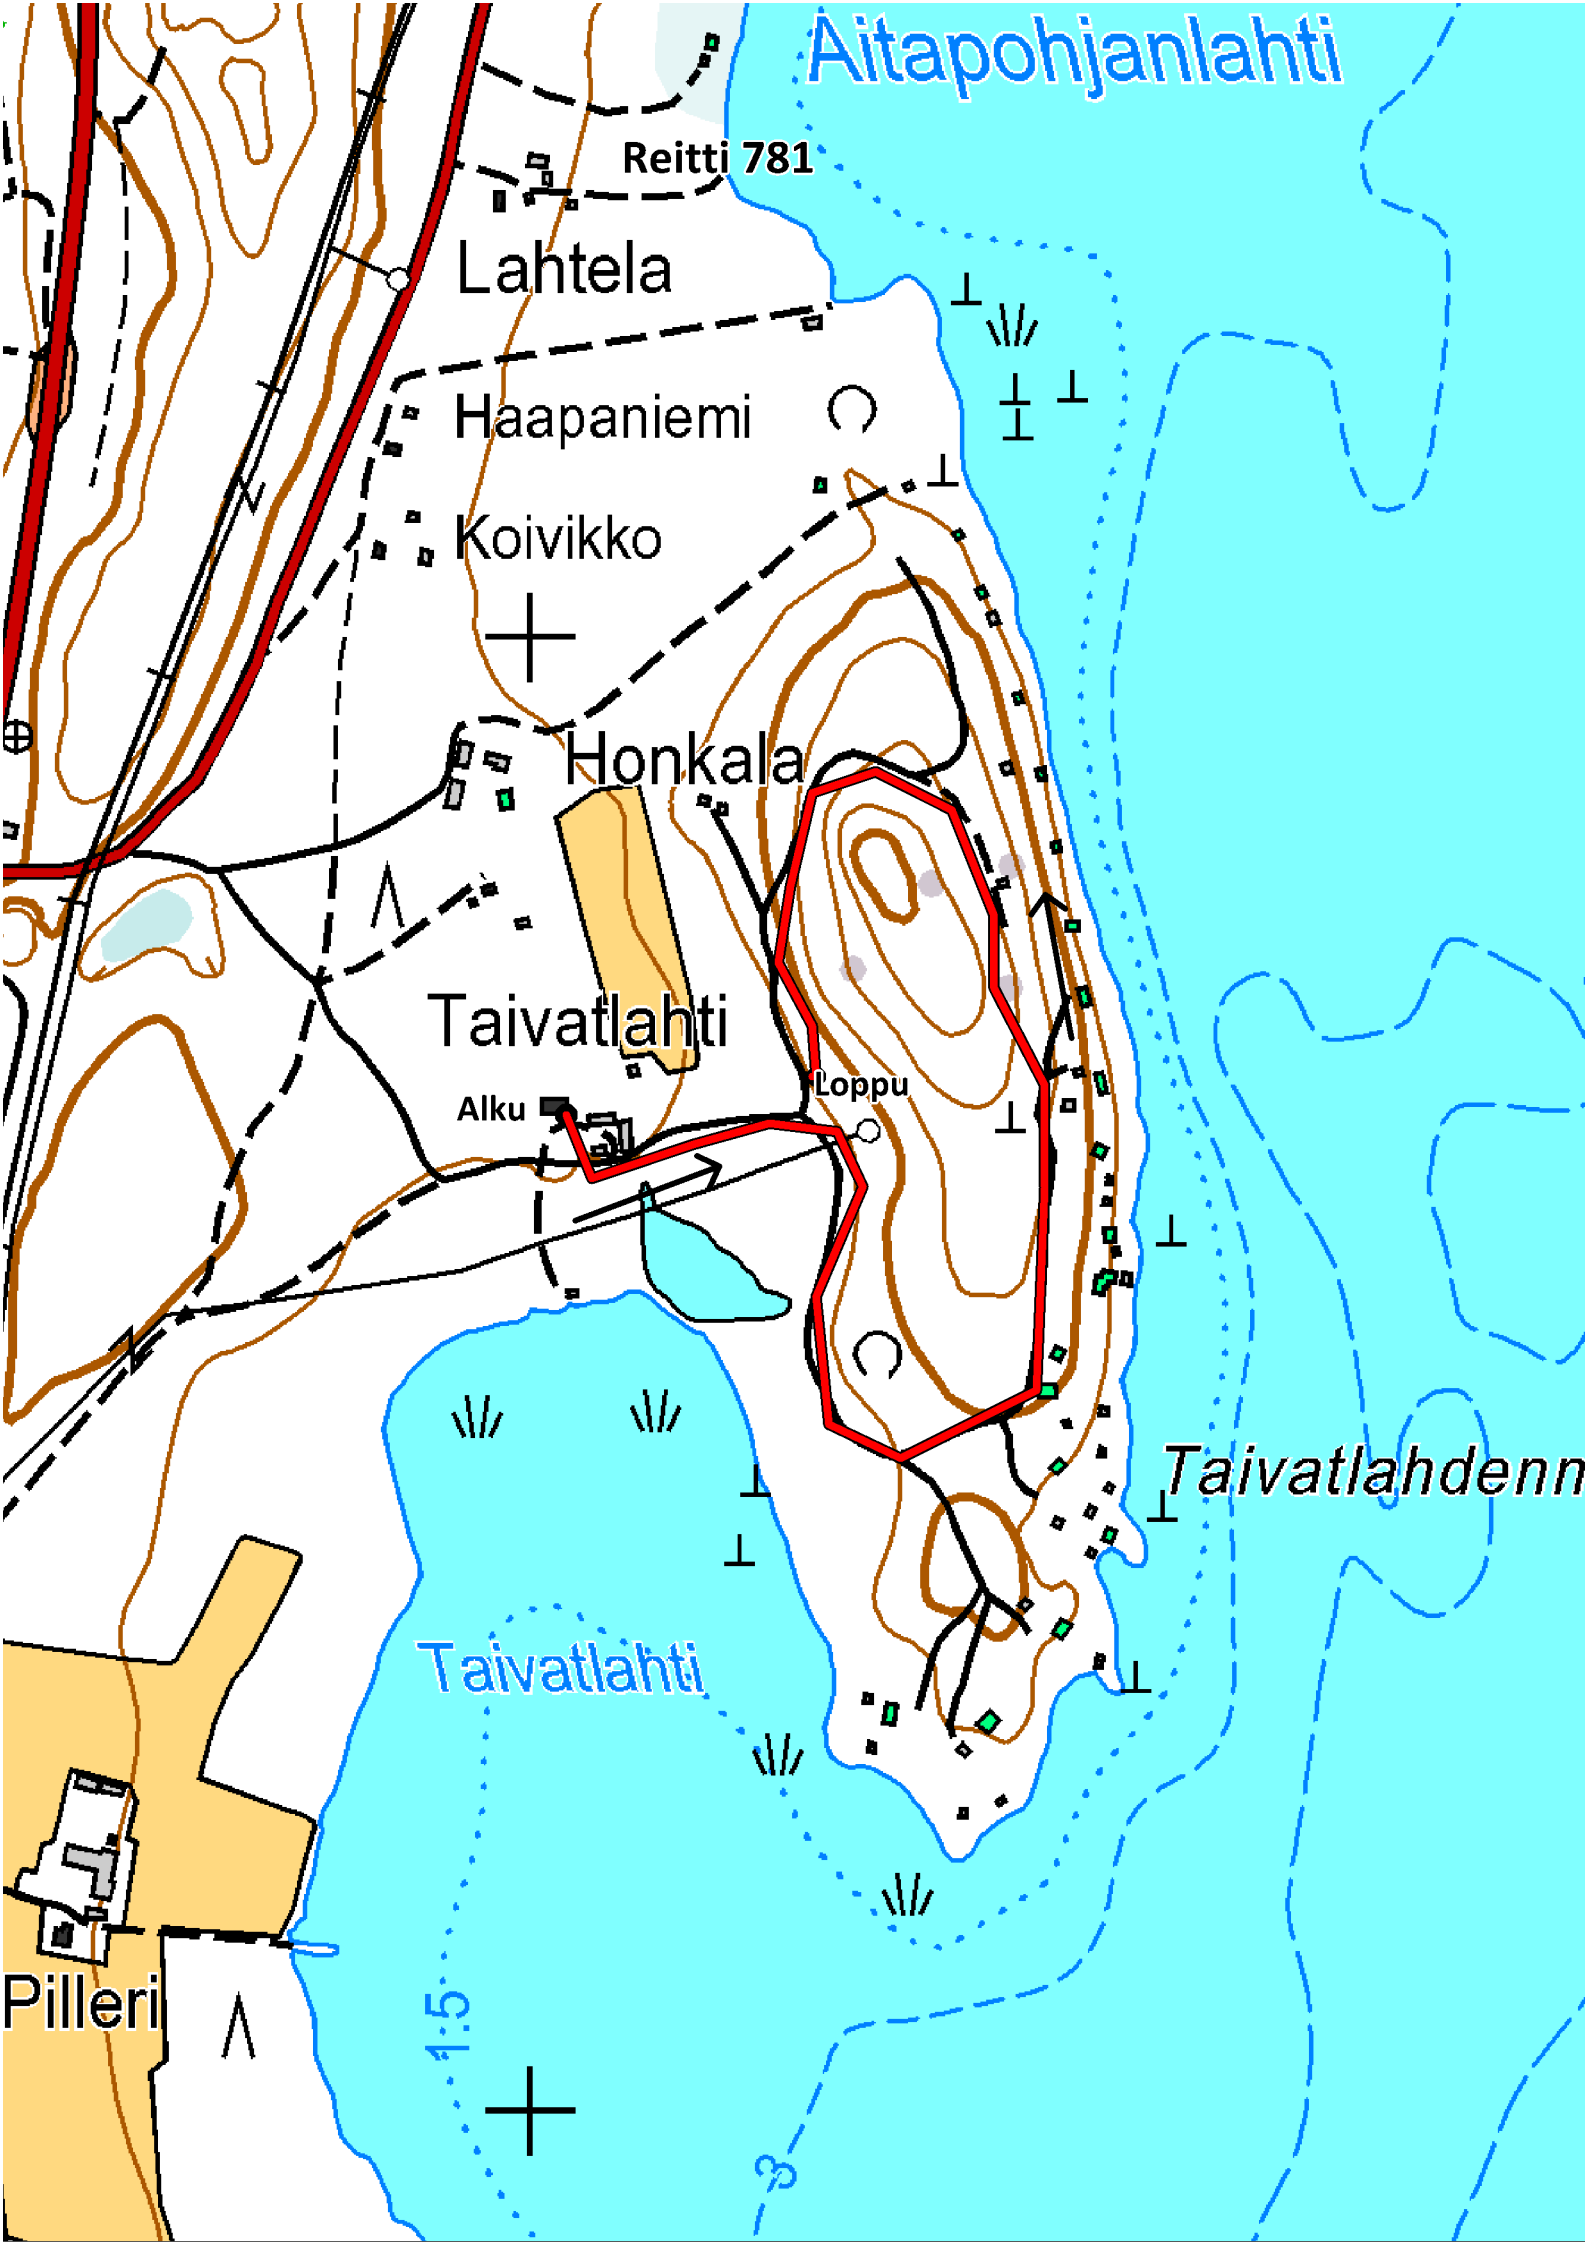 Aitapohjanlahti
Reitti 781
Lahtela
Haapaniemi
Koivikko
Honkala
Taivatlahti
Loppu
Alku
Taivatlahdenn
Taivatlahti
Pilleri
1.5
3